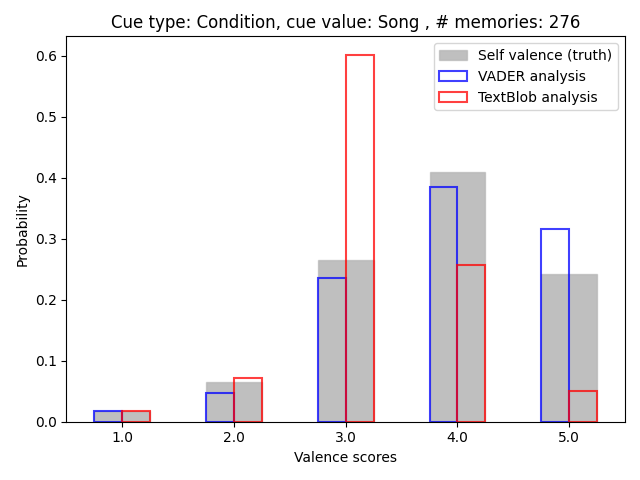 Cue type: Condition, cue value: Song , # memories: 276
Self valence (truth)
VADER analysis
TextBlob analysis
Probability
0.6
0.5
0.4
0.3
0.2
0.1
0.0
1.0 2.0 3.0 4.0 5.0
Valence scores